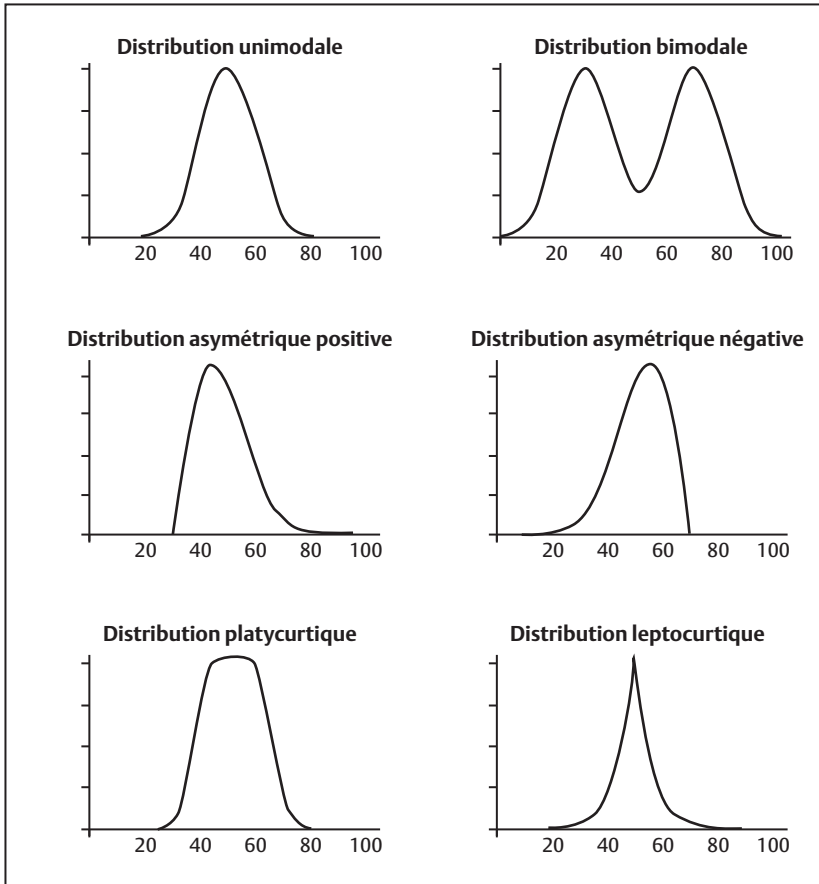 Distribution unimodale
20 40 60 80 100
Distribution bimodale
20 40 60 80 100
Distribution asymétrique positive
20 40 60 80 100
Distribution asymétrique négative
20 40 60 80 100
Distribution platycurtique
20 40 60 80 100
Distribution leptocurtique
20 40 60 80 100